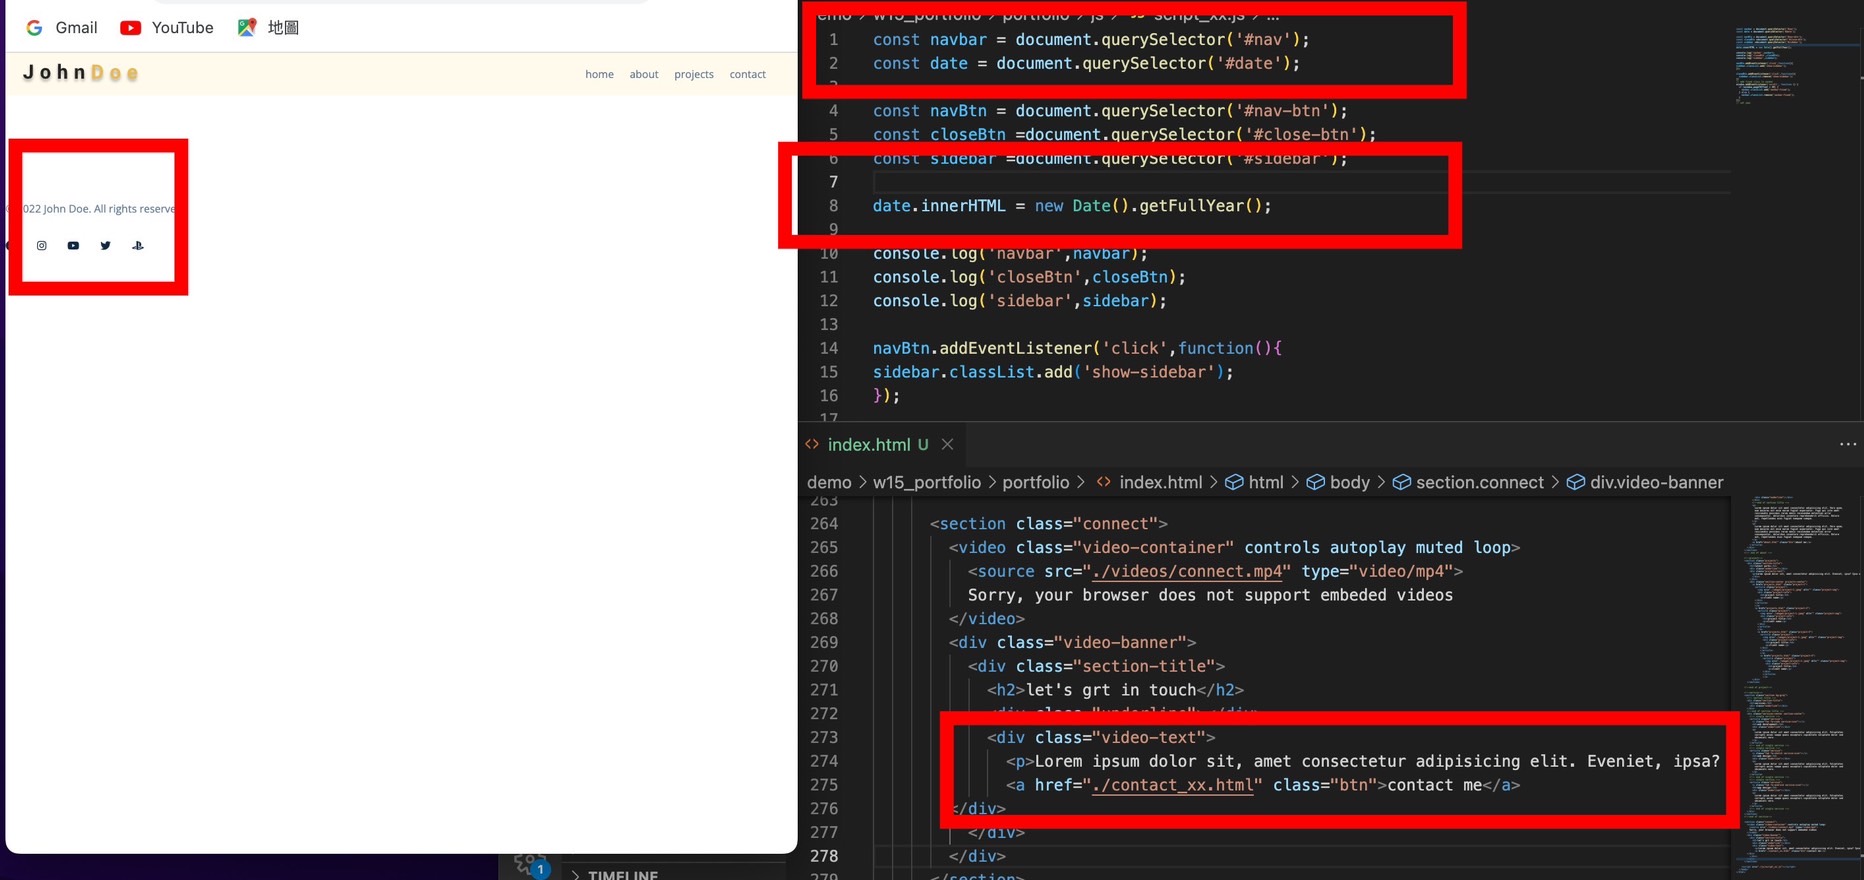 Gmail YouTube 地圖
JohnDoe
home about projects contact
022 John Doe. All rights reserve
demo > w15_portfolio > portfolio > js > script_xx.js > ...
1 const navbar = document.querySelector('#nav');
2 const date = document.querySelector('#date');
3
4 const navBtn = document.querySelector('#nav-btn');
5 const closeBtn =document.querySelector('#close-btn');
6 const sidebar =document.querySelector('#sidebar');
7
8 date.innerHTML = new Date().getFullYear();
9
10 console.log('navbar',navbar);
11 console.log('closeBtn',closeBtn);
12 console.log('sidebar',sidebar);
13
14 navBtn.addEventListener('click',function(){
15 sidebar.classList.add('show-sidebar');
16 });
17
index.html U
demo > w15_portfolio > portfolio > index.html > html > body > section.connect > div.video-banner
263
264 <section class="connect">
265 <video class="video-container" controls autoplay muted loop>
266 <source src="./videos/connect.mp4" type="video/mp4">
267 Sorry, your browser does not support embeded videos
268 </video>
269 <div class="video-banner">
270 <div class="section-title">
271 <h2>let's grt in touch</h2>
272 <div class="underline"></div>
273 <div class="video-text">
274 <p>Lorem ipsum dolor sit, amet consectetur adipisicing elit. Eveniet, ipsa?
275 <a href="./contact_xx.html" class="btn">contact me</a>
276 </div>
277 </div>
278 </div>
279 </section>
1
TIMELINE